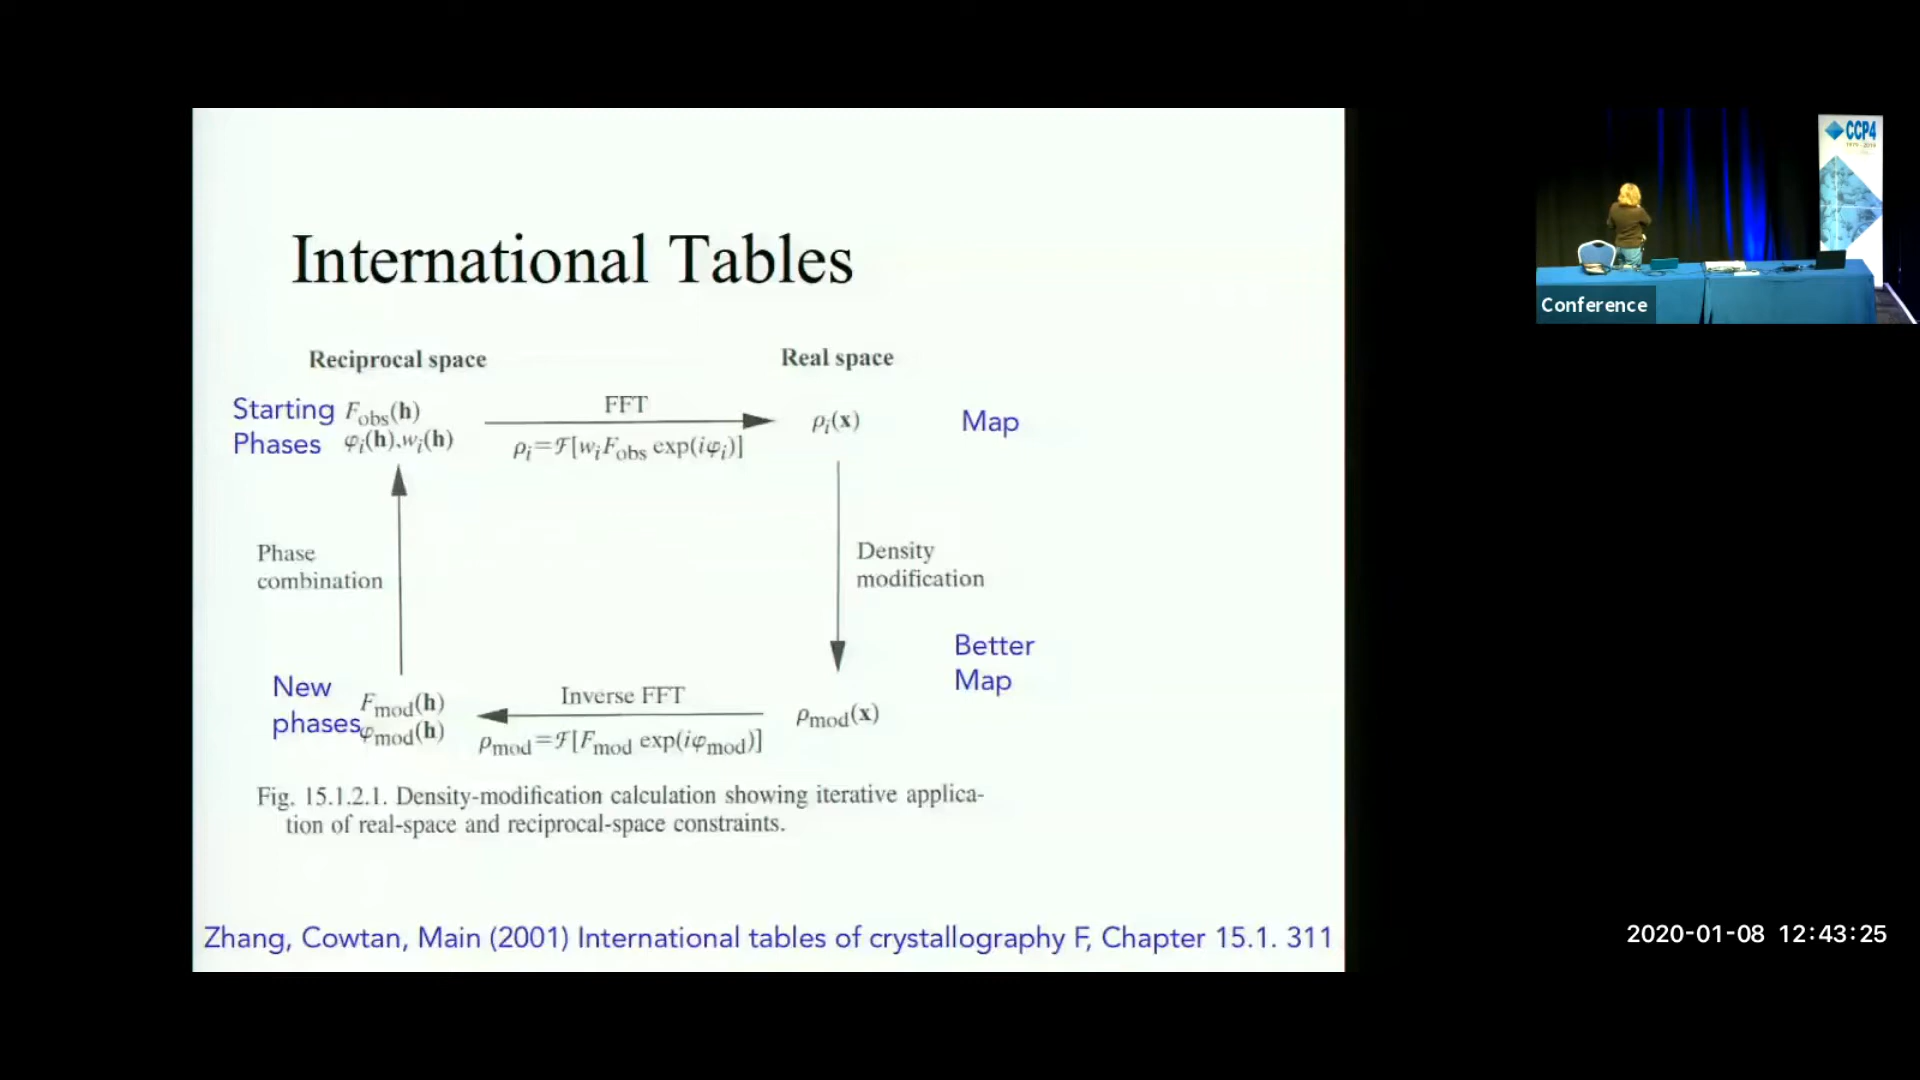 International Tables
Reciprocal space
Real space
Starting
Phases
F_obs(h)
φ_i(h),w_i(h)
FFT
ρ_i=ℱ[w_iF_obs exp(iφ_i)]
ρ_i(x)
Map
Phase
combination
Density
modification
Better
Map
New
phases
F_mod(h)
φ_mod(h)
Inverse FFT
ρ_mod=ℱ[F_mod exp(iφ_mod)]
ρ_mod(x)
Fig. 15.1.2.1. Density-modification calculation showing iterative applica-
tion of real-space and reciprocal-space constraints.
Zhang, Cowtan, Main (2001) International tables of crystallography F, Chapter 15.1. 311
CCP4
Conference
2020-01-08 12:43:25